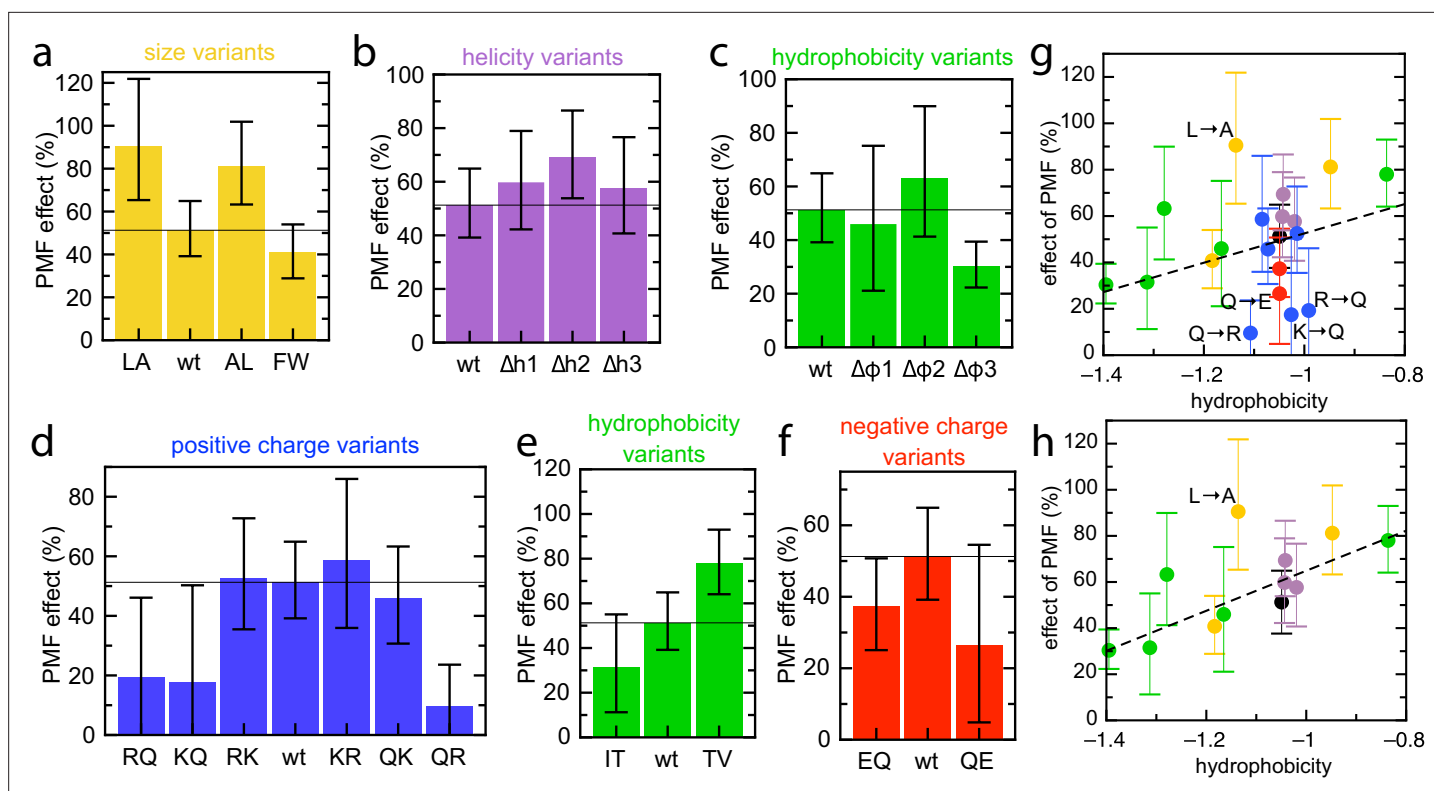 a
size variants
PMF effect (%)
120
100
80
60
40
20
0
LA wt AL FW
b
helicity variants
PMF effect (%)
100
80
60
40
20
0
wt Δh1 Δh2 Δh3
c
hydrophobicity variants
PMF effect (%)
100
80
60
40
20
0
wt Δϕ1 Δϕ2 Δϕ3
g
effect of PMF (%)
120
100
80
60
40
20
0
L→A
Q→E
R→Q
Q→R
K→Q
−1.4 −1.2 −1 −0.8
hydrophobicity
d
positive charge variants
PMF effect (%)
80
60
40
20
0
RQ KQ RK wt KR QK QR
e
hydrophobicity
variants
PMF effect (%)
120
100
80
60
40
20
0
IT wt TV
f
negative charge
variants
PMF effect (%)
60
40
20
0
EQ wt QE
h
effect of PMF (%)
120
100
80
60
40
20
0
L→A
−1.4 −1.2 −1 −0.8
hydrophobicity